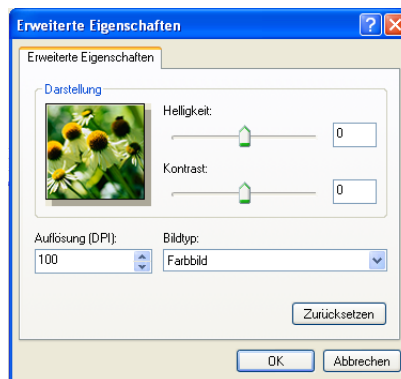 Erweiterte Eigenschaften
Erweiterte Eigenschaften
Darstellung
Helligkeit:
0
Kontrast:
0
Auflösung (DPI):
Bildtyp:
100
Farbbild
Zurücksetzen
OK
Abbrechen